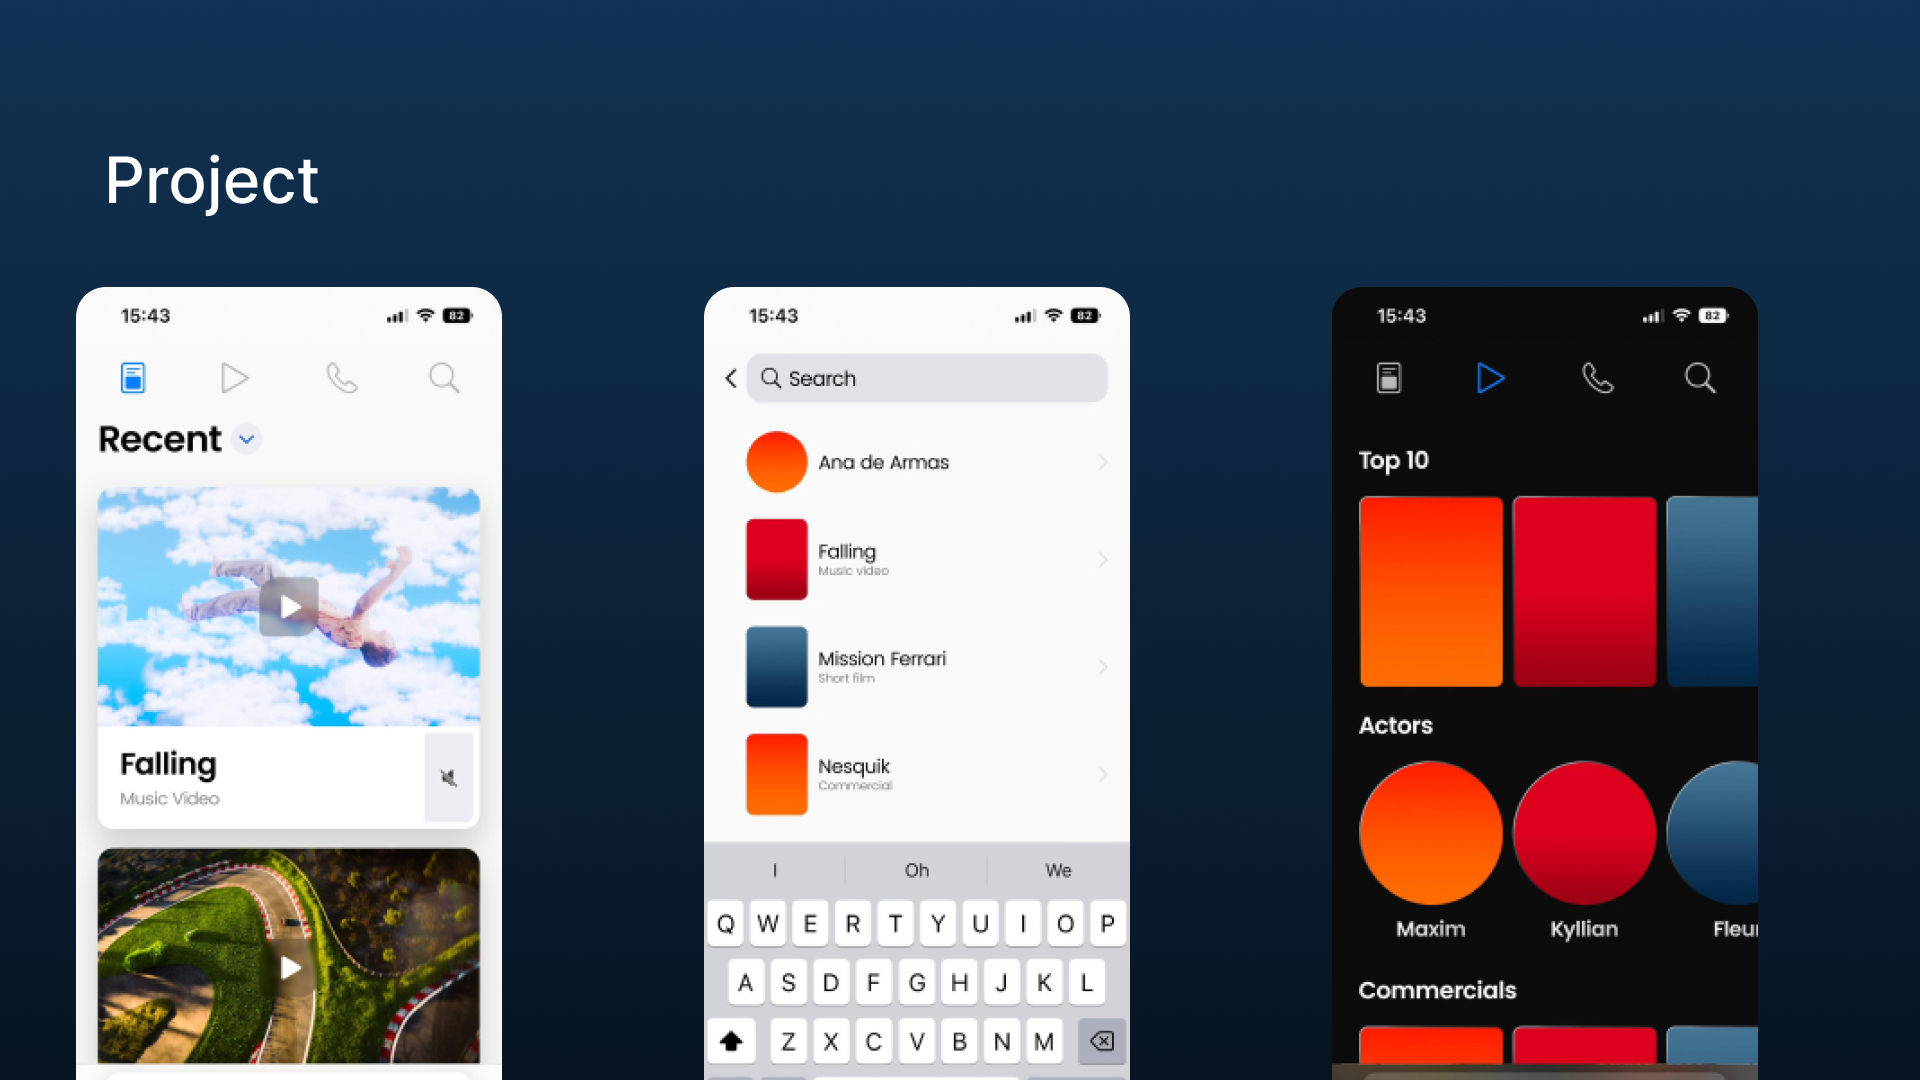 Project
15:43
82
Recent
Falling
Music Video
15:43
82
Search
Ana de Armas
Falling
Music video
Mission Ferrari
Short film
Nesquik
Commercial
I Oh We
Q W E R T Y U I O P
A S D F G H J K L
Z X C V B N M
15:43
82
Top 10
Actors
Maxim Kyllian Fleur
Commercials